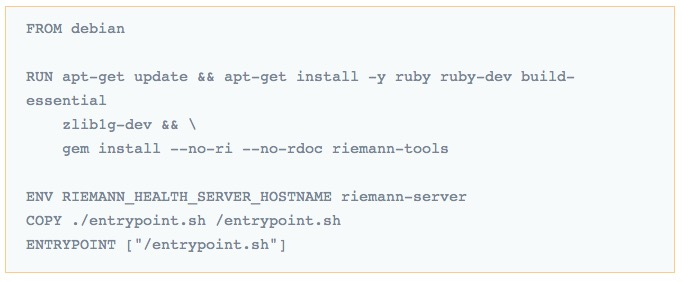 FROM debian
RUN apt-get update && apt-get install -y ruby ruby-dev build-
essential
zlib1g-dev && \
gem install --no-ri --no-rdoc riemann-tools
ENV RIEMANN_HEALTH_SERVER_HOSTNAME riemann-server
COPY ./entrypoint.sh /entrypoint.sh
ENTRYPOINT ["/entrypoint.sh"]